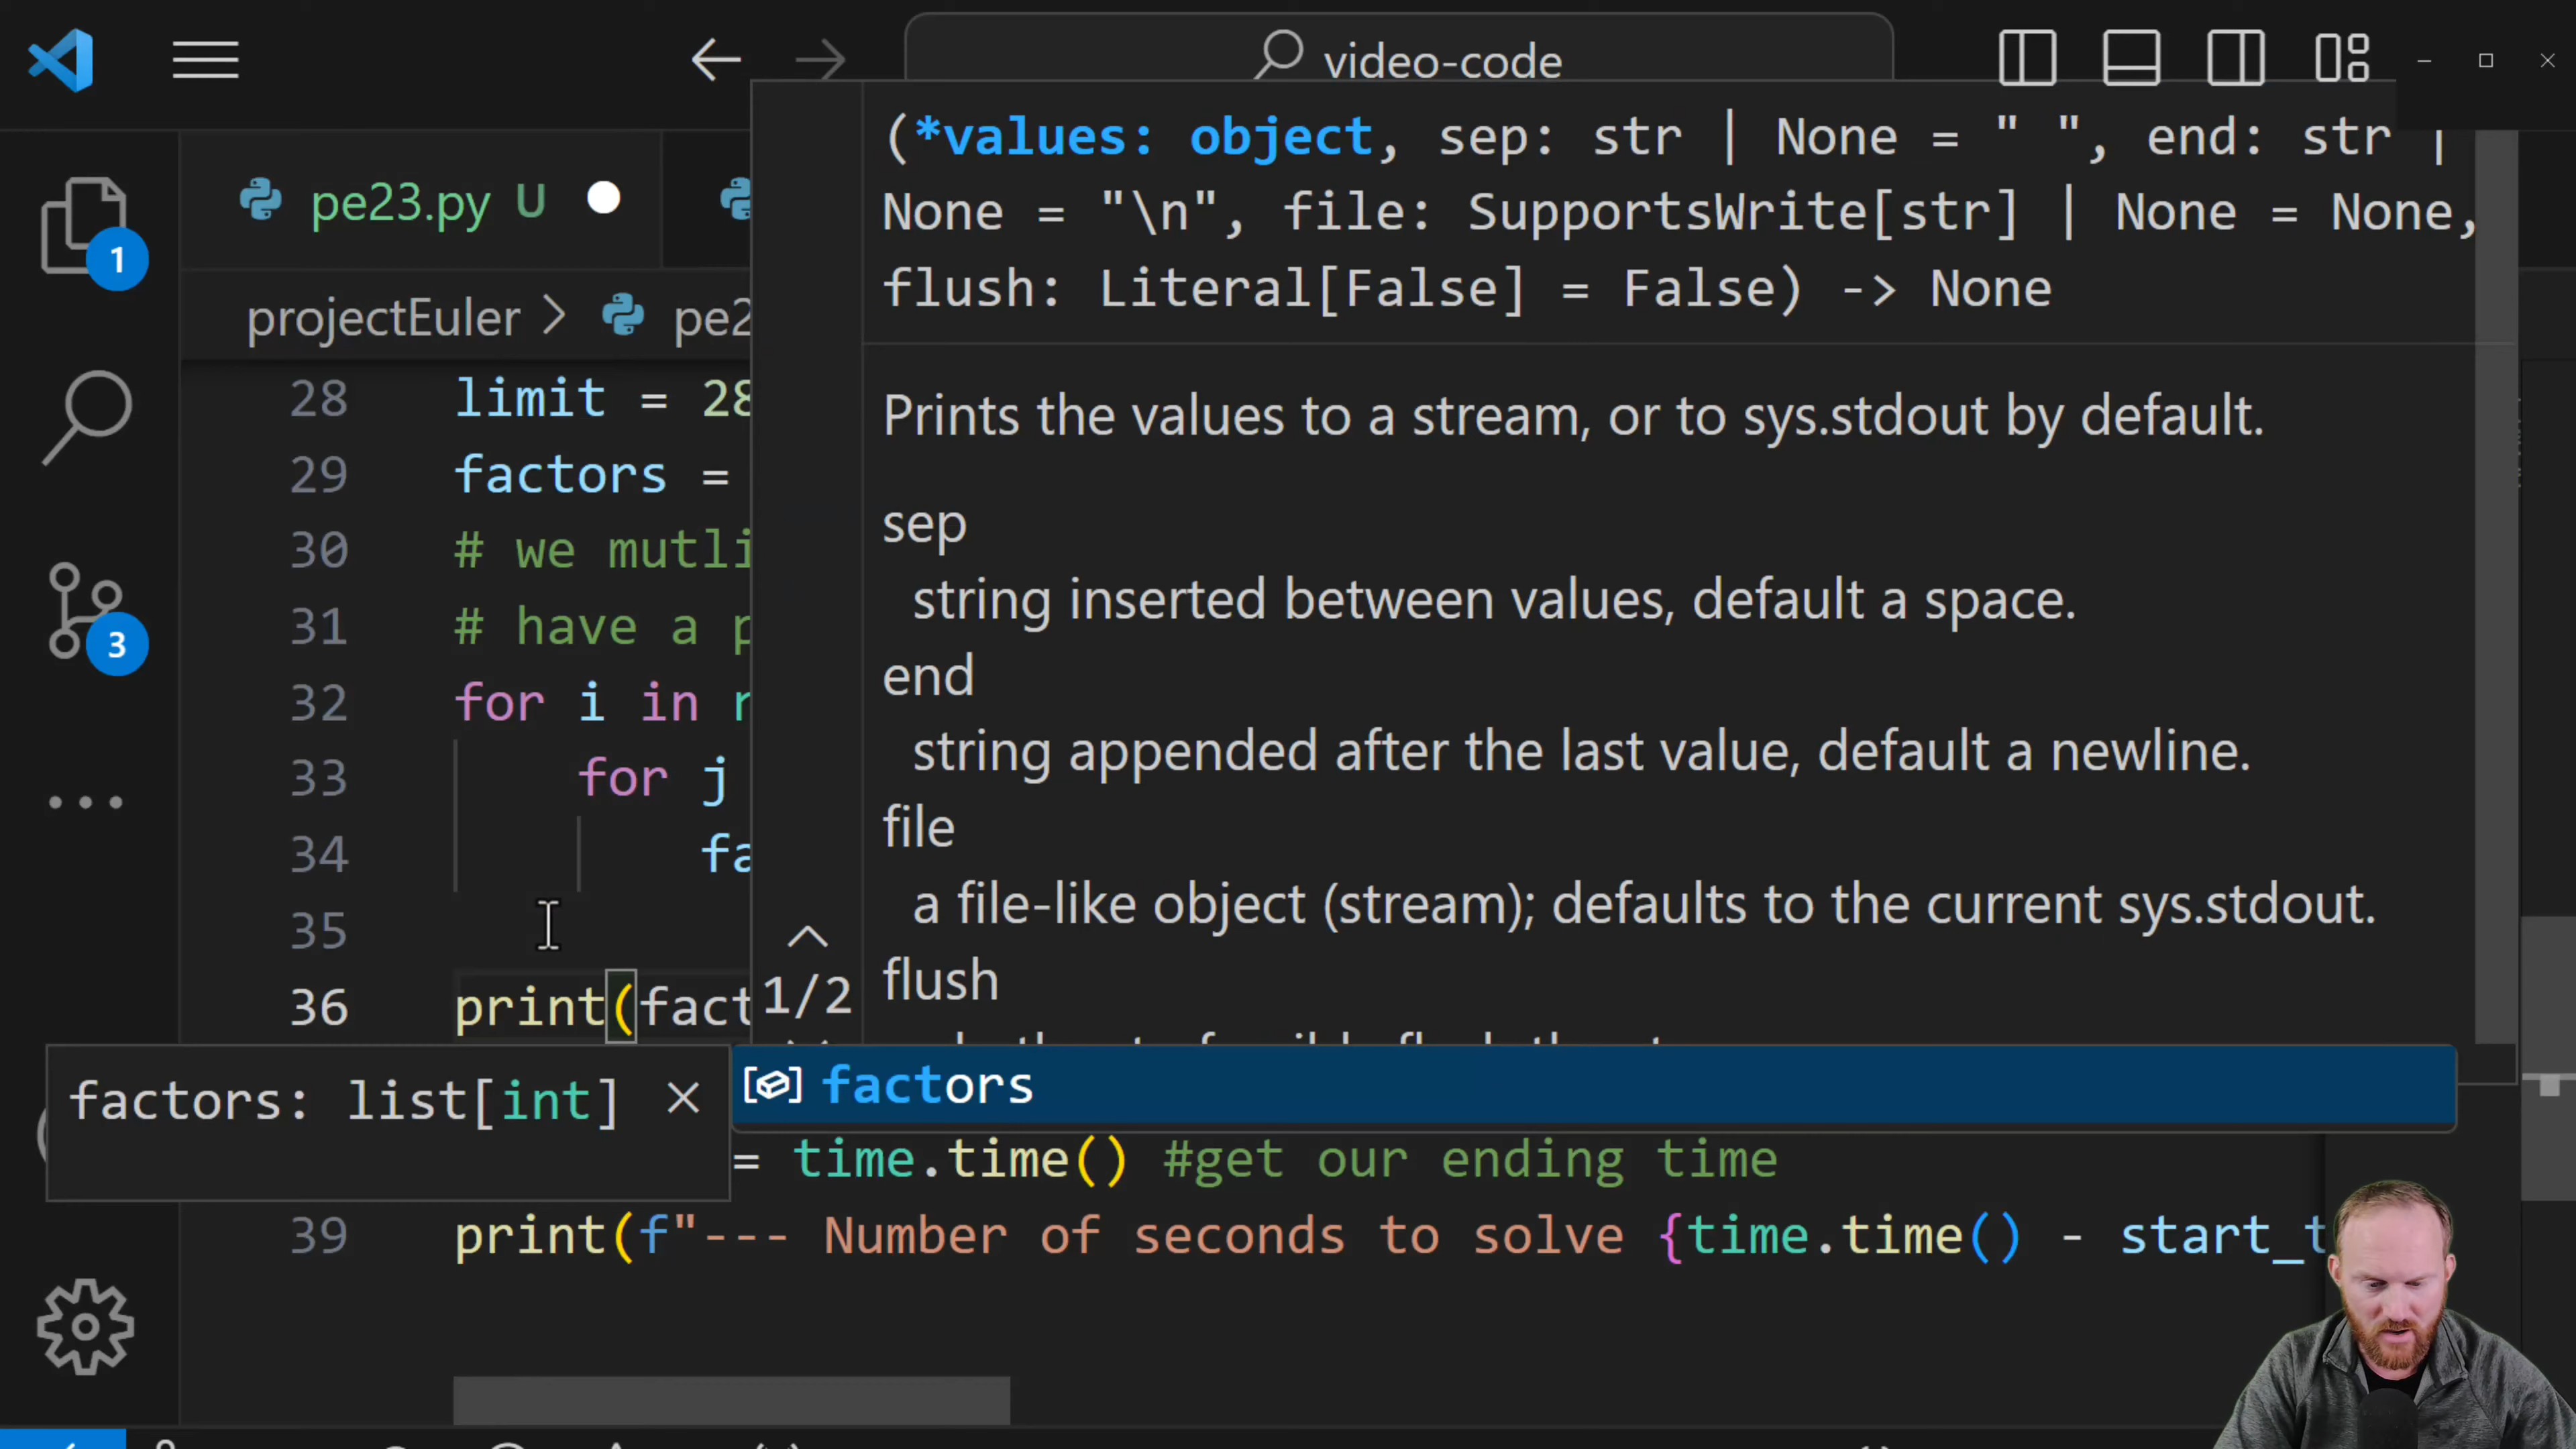 video-code
(*values: object, sep: str | None = " ", end: str |
None = "\n", file: SupportsWrite[str] | None = None,
flush: Literal[False] = False) -> None
pe23.py U
1
projectEuler > pe2
Prints the values to a stream, or to sys.stdout by default.
sep
string inserted between values, default a space.
end
string appended after the last value, default a newline.
file
a file-like object (stream); defaults to the current sys.stdout.
flush
1/2
28 limit = 28
29 factors =
30 # we mutli
31 # have a p
32 for i in r
33 for j
34 fa
35
36 print(fact
3
factors: list[int]
factors
= time.time() #get our ending time
39 print(f"--- Number of seconds to solve {time.time() - start_t